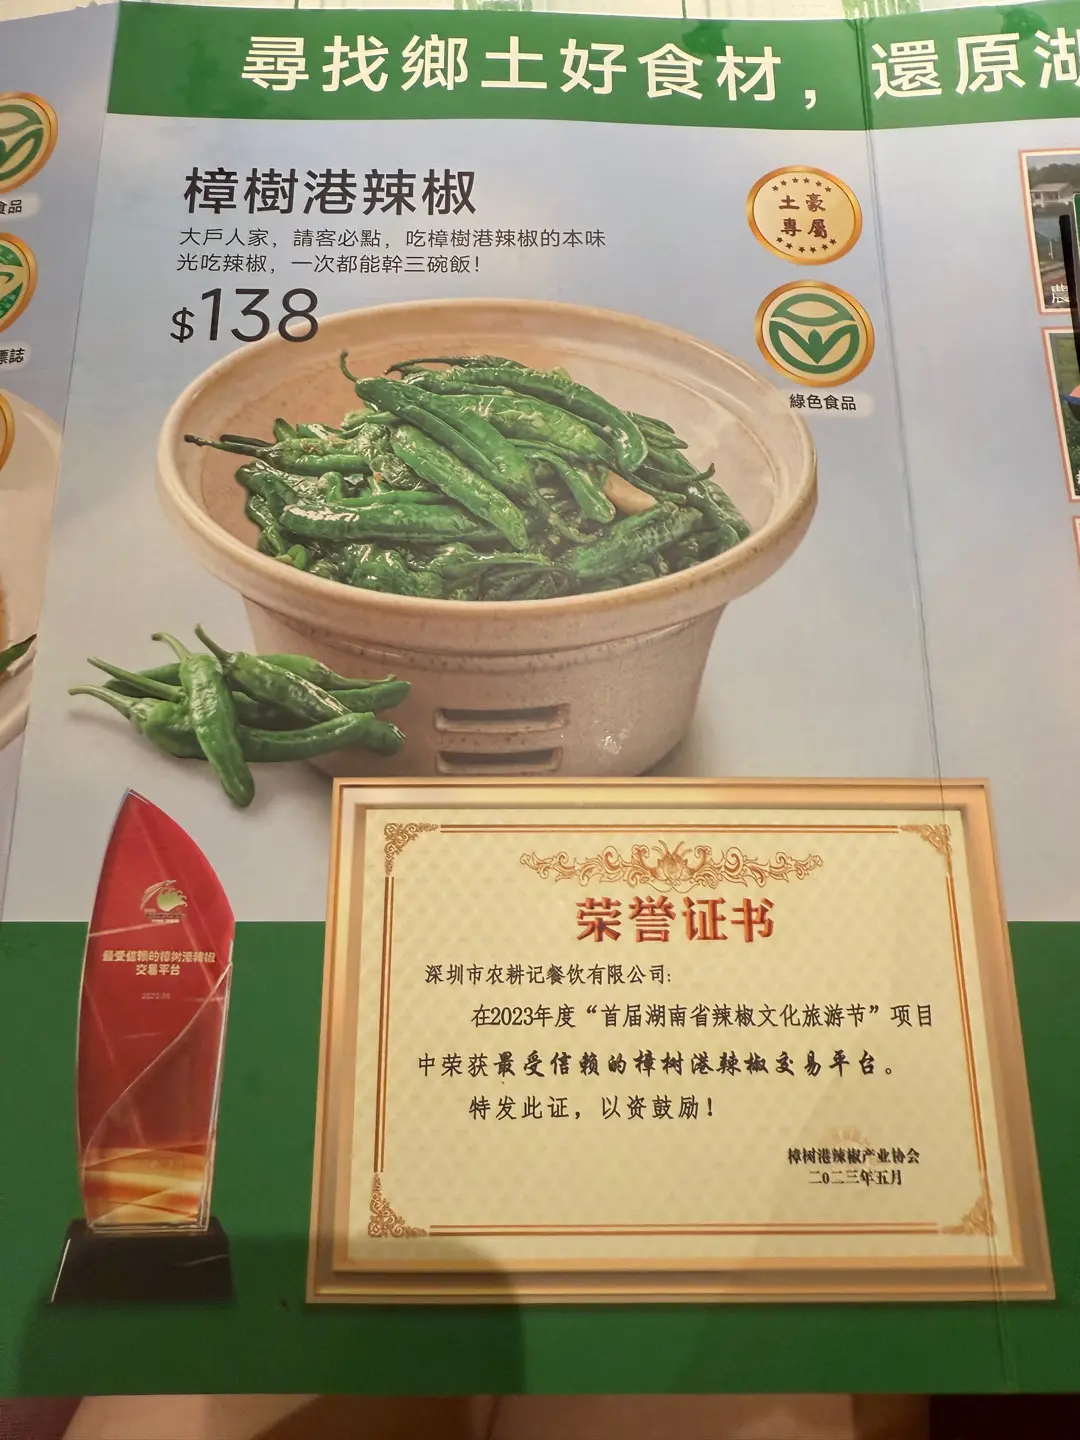 尋找鄉土好食材，還原湖
食品
標誌
樟樹港辣椒
大戶人家，請客必點，吃樟樹港辣椒的本味
光吃辣椒，一次都能幹三碗飯！
$138
土豪
專屬
綠色食品
農
最受信赖的樟树港辣椒
交易平台
荣誉证书
深圳市农耕记餐饮有限公司：
在2023年度“首届湖南省辣椒文化旅游节”项目
中荣获最受信赖的樟树港辣椒交易平台。
特发此证，以资鼓励！
樟树港辣椒产业协会
二0二三年五月